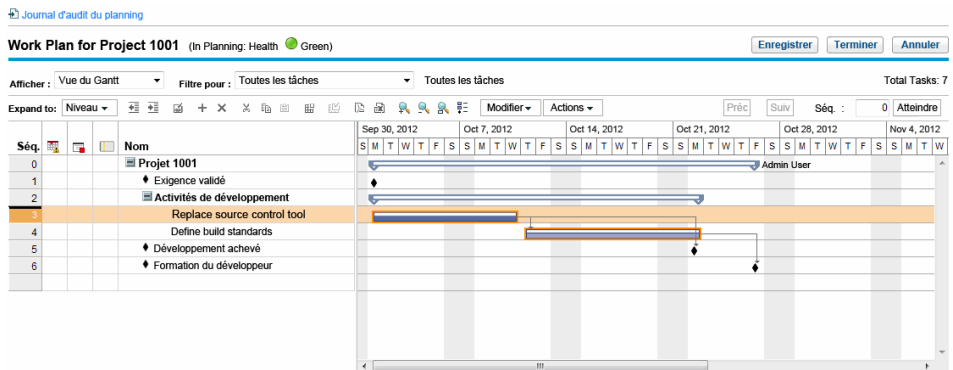 Journal d'audit du planning
Work Plan for Project 1001 (In Planning: Health Green) Enregistrer Terminer Annuler
Afficher : Vue du Gantt Filtre pour : Toutes les tâches Toutes les tâches Total Tasks: 7
Expand to: Niveau Modifier Actions Préc Suiv Séq. : 0 Atteindre
Sep 30, 2012 Oct 7, 2012 Oct 14, 2012 Oct 21, 2012 Oct 28, 2012 Nov 4, 2012
Séq. Nom S M T W T F S S M T W T F S S M T W T F S S M T W T F S S M T W T F S S M T W
0 Projet 1001 Admin User
1 Exigence validé
2 Activités de développement
3 Replace source control tool
4 Define build standards
5 Développement achevé
6 Formation du développeur